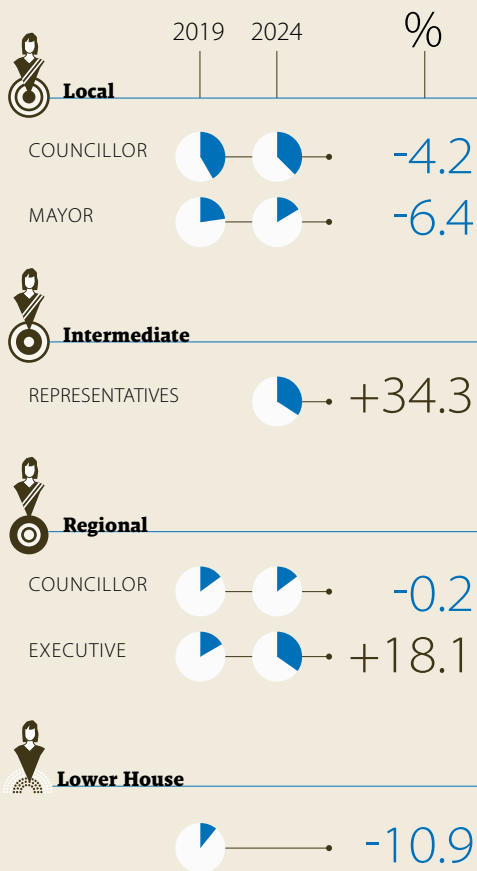 2019 2024 %
Local
COUNCILLOR -4.2
MAYOR -6.4
Intermediate
REPRESENTATIVES +34.3
Regional
COUNCILLOR -0.2
EXECUTIVE +18.1
Lower House
-10.9